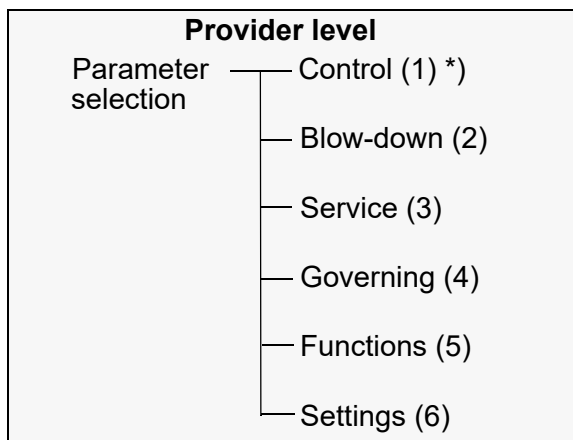 Provider level
Parameter selection
Control (1) *)
Blow-down (2)
Service (3)
Governing (4)
Functions (5)
Settings (6)